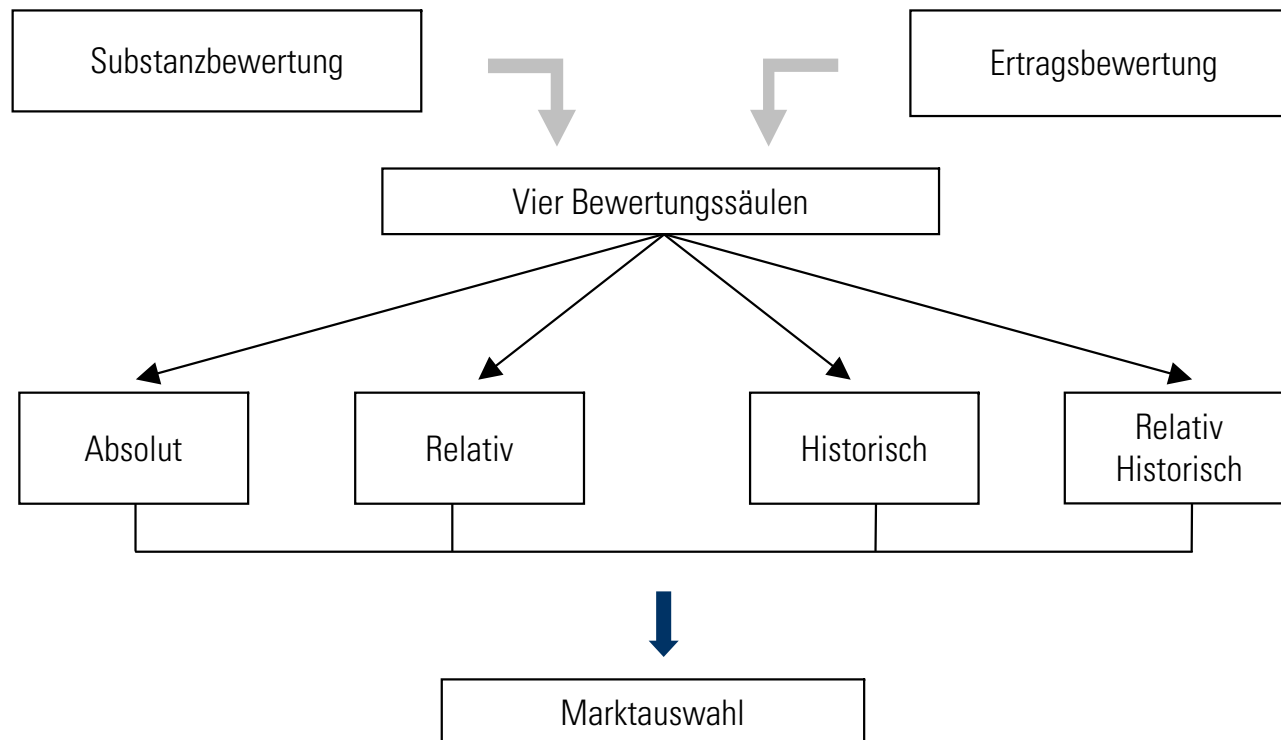 Substanzbewertung
Ertragsbewertung
Vier Bewertungssäulen
Absolut
Relativ
Historisch
Relativ
Historisch
Marktauswahl